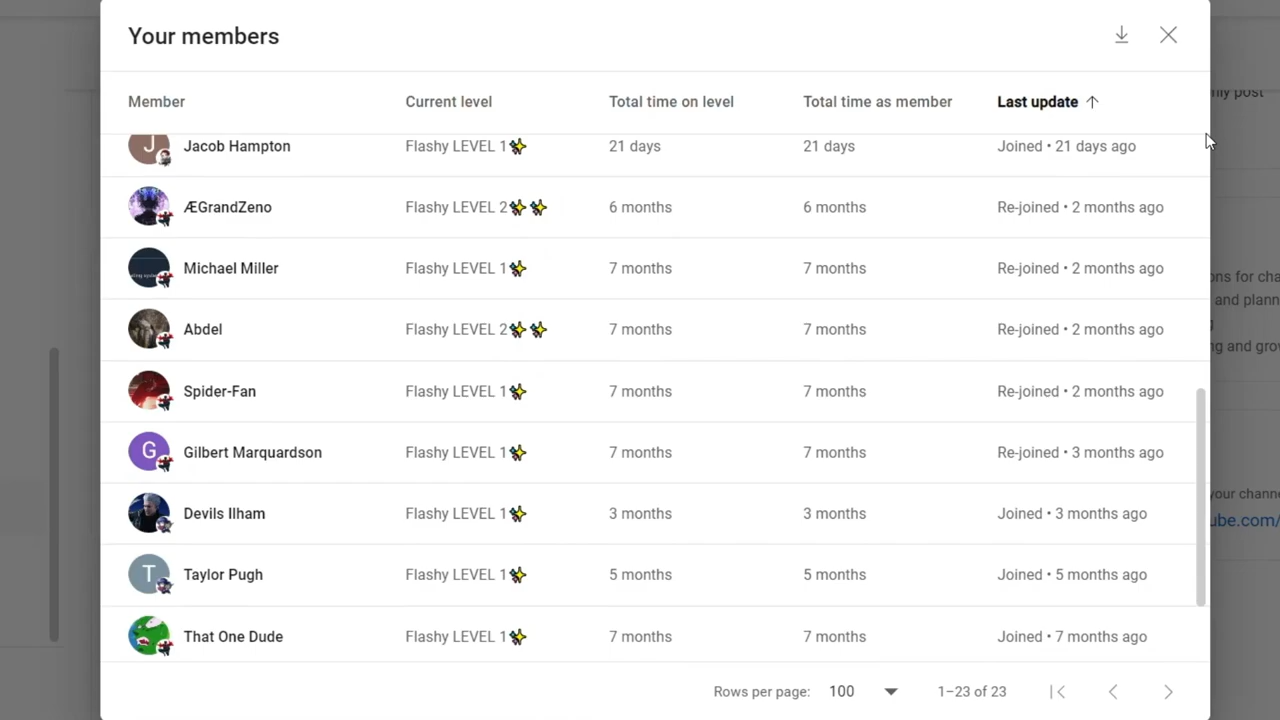 Your members
Member Current level Total time on level Total time as member Last update
J Jacob Hampton Flashy LEVEL 1✨ 21 days 21 days Joined • 21 days ago
ÆGrandZeno Flashy LEVEL 2✨✨ 6 months 6 months Re-joined • 2 months ago
Michael Miller Flashy LEVEL 1✨ 7 months 7 months Re-joined • 2 months ago
Abdel Flashy LEVEL 2✨✨ 7 months 7 months Re-joined • 2 months ago
Spider-Fan Flashy LEVEL 1✨ 7 months 7 months Re-joined • 2 months ago
G Gilbert Marquardson Flashy LEVEL 1✨ 7 months 7 months Re-joined • 3 months ago
Devils Ilham Flashy LEVEL 1✨ 3 months 3 months Joined • 3 months ago
T Taylor Pugh Flashy LEVEL 1✨ 5 months 5 months Joined • 5 months ago
That One Dude Flashy LEVEL 1✨ 7 months 7 months Joined • 7 months ago
Rows per page: 100 1–23 of 23
post
and
ube.com/